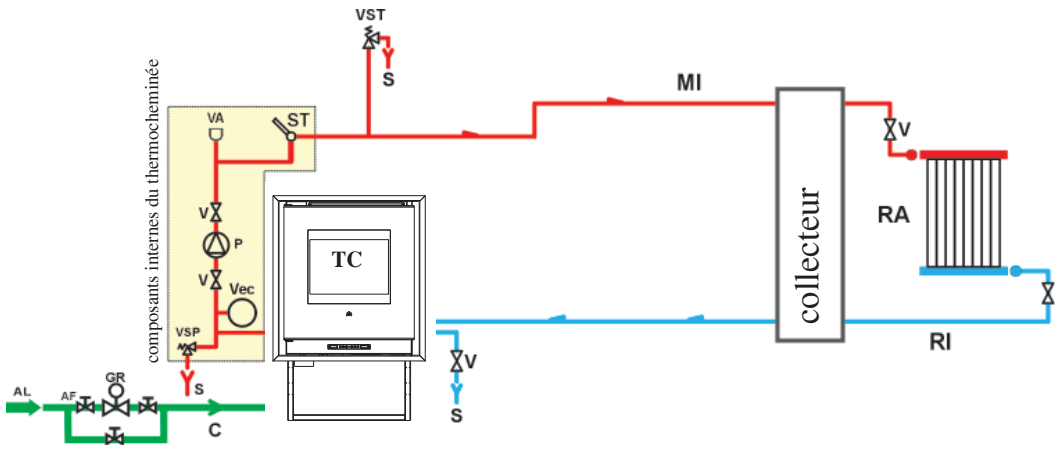 VST
S
MI
composants internes du thermocheminée
VA
ST
V
V
P
TC
RA
V
Vec
collecteur
VSP
RI
V
S
GR
AL
AF
C
S